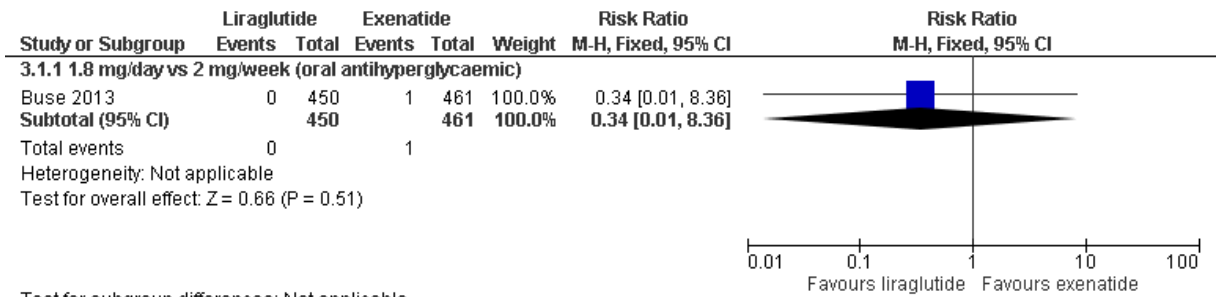 Liraglutide Exenatide Risk Ratio Risk Ratio
Study or Subgroup Events Total Events Total Weight M-H, Fixed, 95% CI M-H, Fixed, 95% CI
3.1.1 1.8 mg/day vs 2 mg/week (oral antihyperglycaemic)
Buse 2013 0 450 1 461 100.0% 0.34 [0.01, 8.36]
Subtotal (95% CI) 450 461 100.0% 0.34 [0.01, 8.36]
Total events 0 1
Heterogeneity: Not applicable
Test for overall effect: Z = 0.66 (P = 0.51)
0.01 0.1 1 10 100
Favours liraglutide Favours exenatide
Test for subgroup differences: Not applicable